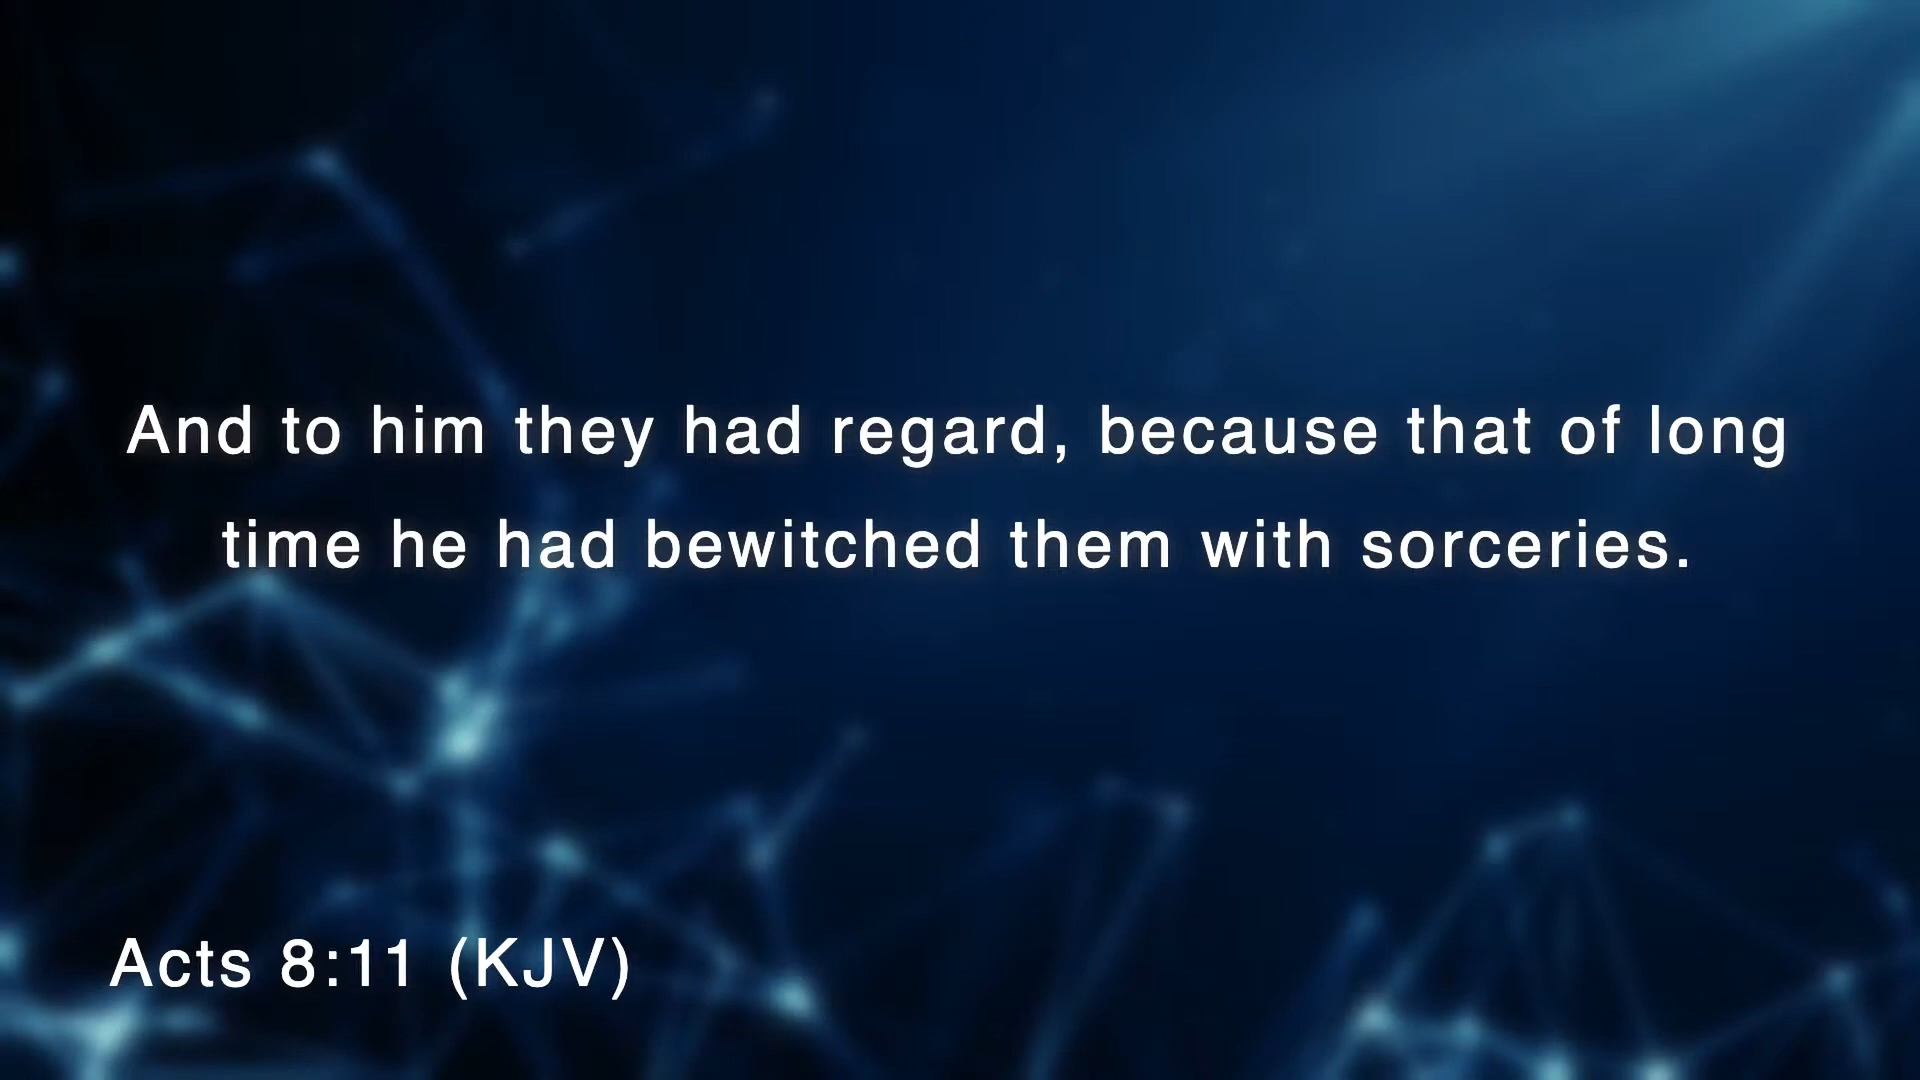 And to him they had regard, because that of long
time he had bewitched them with sorceries.
Acts 8:11 (KJV)